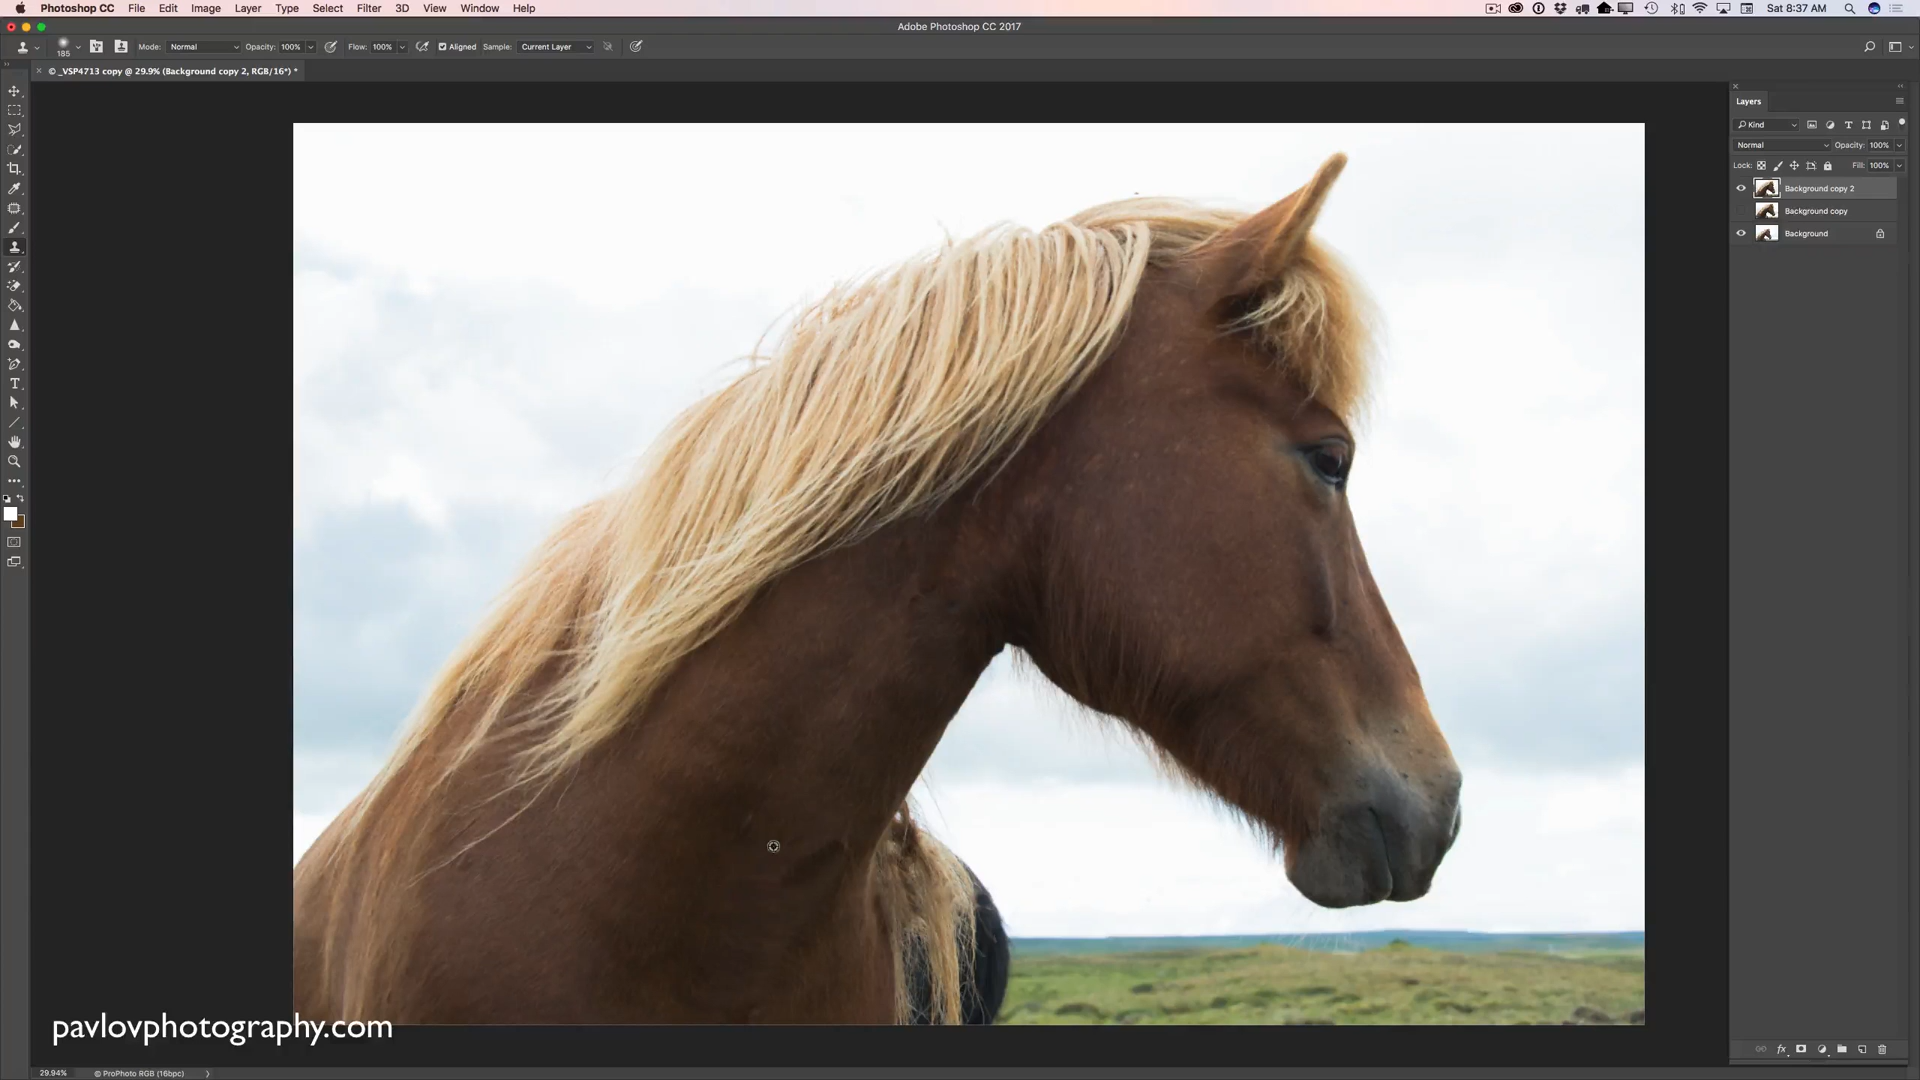 Photoshop CC File Edit Image Layer Type Select Filter 3D View Window Help Sat 8:37 AM
Adobe Photoshop CC 2017
185 Mode: Normal Opacity: 100% Flow: 100% Aligned Sample: Current Layer
© _VSP4713 copy @ 29.9% (Background copy 2, RGB/16*) *
Layers
Kind
Normal Opacity: 100%
Lock: Fill: 100%
Background copy 2
Background copy
Background
pavlovphotography.com
29.94% © ProPhoto RGB (16bpc)